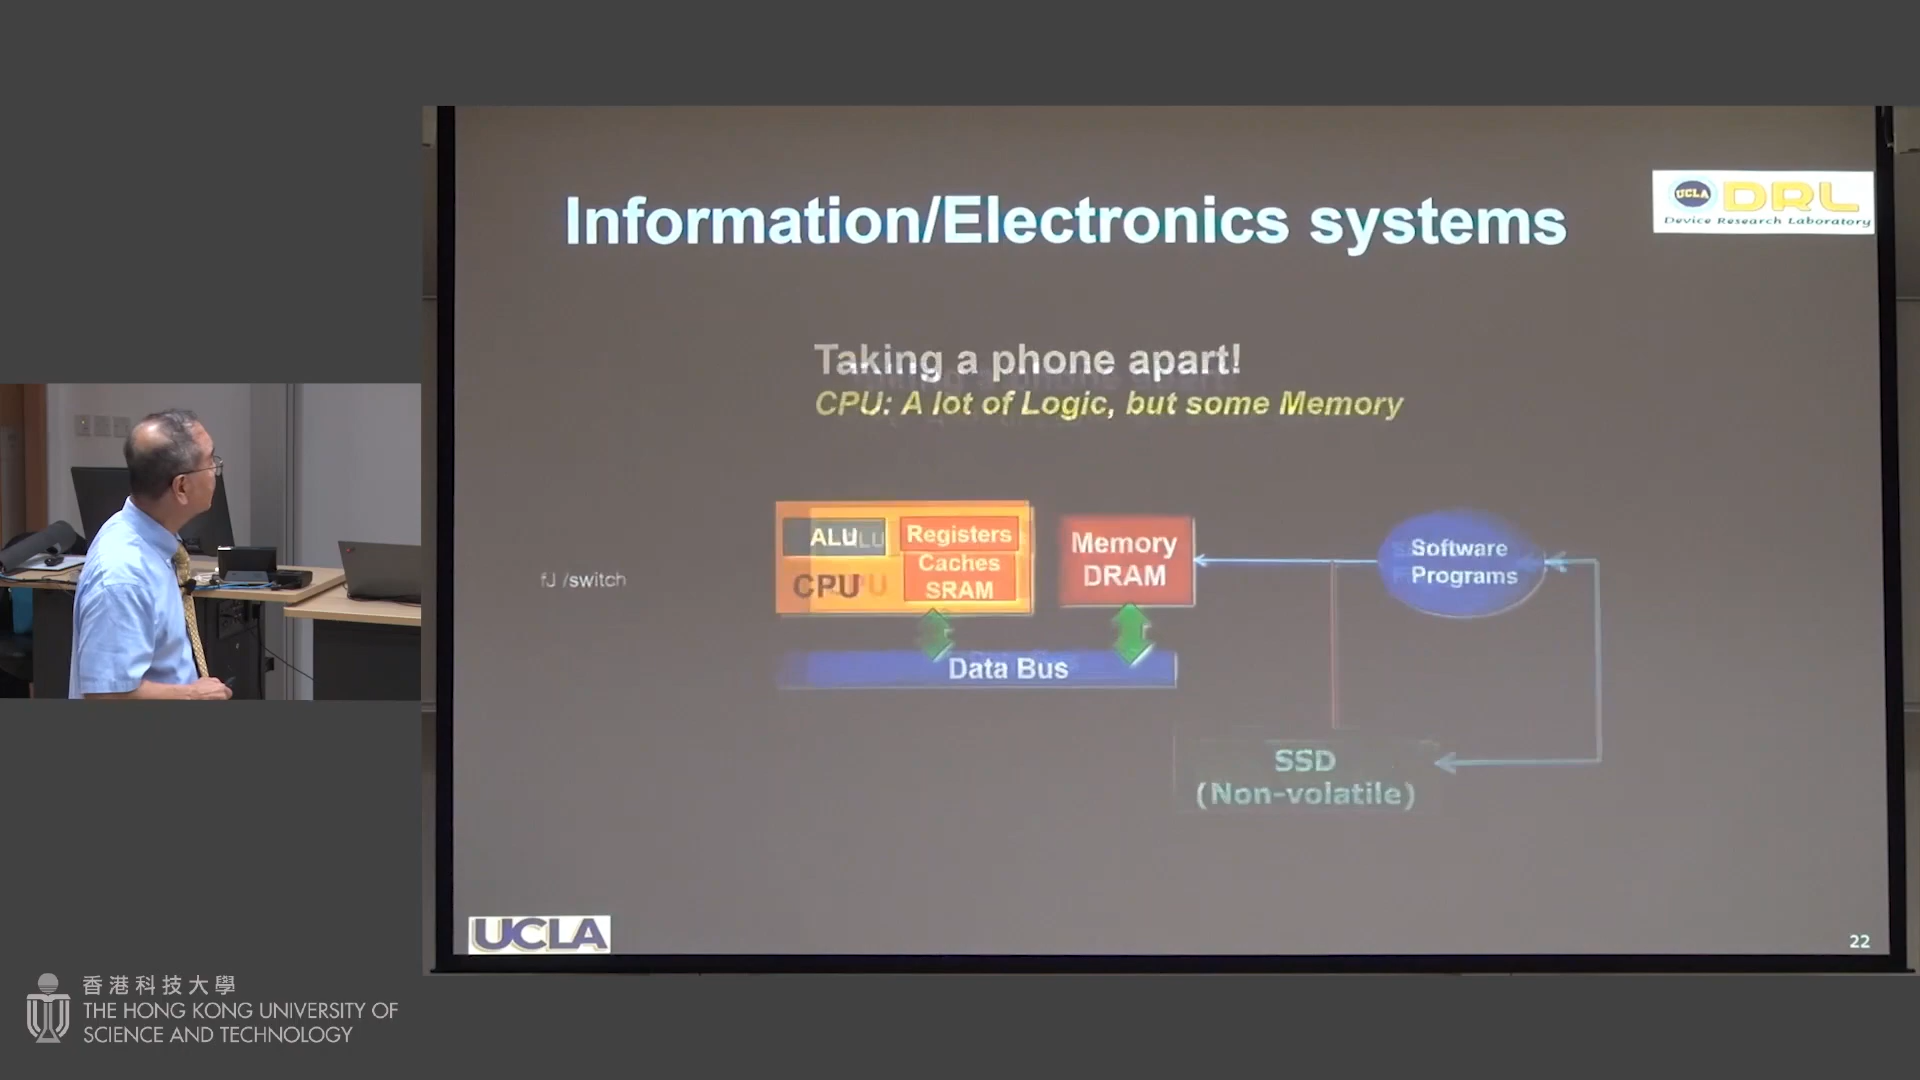 Information/Electronics systems
UCLA DRL
Device Research Laboratory
Taking a phone apart!
CPU: A lot of Logic, but some Memory
ALU
Registers
Caches
SRAM
CPU
Memory
DRAM
Software
Programs
fJ /switch
Data Bus
SSD
(Non-volatile)
UCLA
22
香港科技大學
THE HONG KONG UNIVERSITY OF
SCIENCE AND TECHNOLOGY